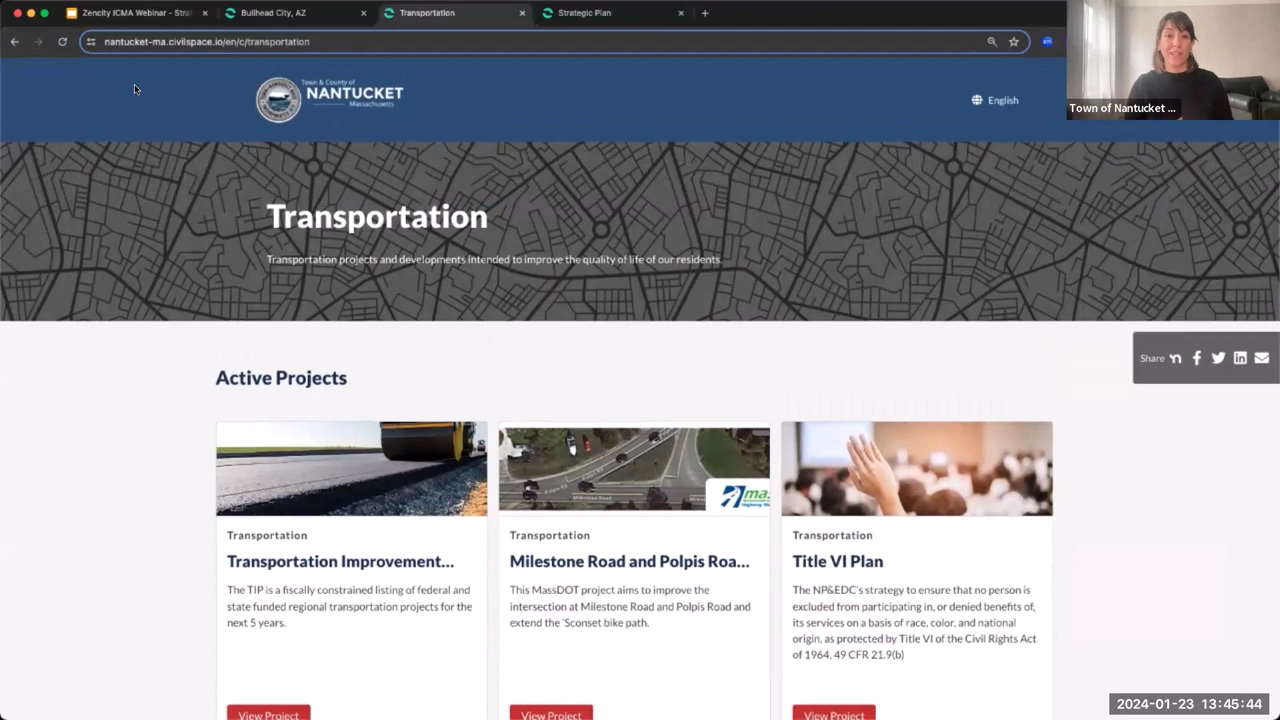 Zencity ICMA Webinar - Stra
Bullhead City, AZ
Transportation
Strategic Plan
nantucket-ma.civilspace.io/en/c/transportation
Town & County of
NANTUCKET
Massachusetts
English
Town of Nantucket ...
Transportation
Transportation projects and developments intended to improve the quality of life of our residents.
Share
Active Projects
Milestone Road
Transportation
Transportation Improvement...
The TIP is a fiscally constrained listing of federal and
state funded regional transportation projects for the
next 5 years.
View Project
Transportation
Milestone Road and Polpis Roa...
This MassDOT project aims to improve the
intersection at Milestone Road and Polpis Road and
extend the 'Sconset bike path.
View Project
Transportation
Title VI Plan
The NP&EDC's strategy to ensure that no person is
excluded from participating in, or denied benefits of,
its services on a basis of race, color, and national
origin, as protected by Title VI of the Civil Rights Act
of 1964, 49 CFR 21.9(b)
View Project
2024-01-23 13:45:44